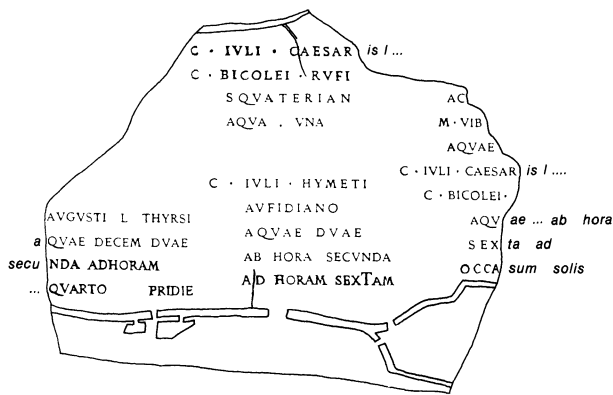 C · IVLI · CAESAR is l ...
C · BICOLEI · RVFI
SQVATERIAN
AQVA . VNA
AVGVSTI L THYRSI
a QVAE DECEM DVAE
secu NDA ADHORAM
... QVARTO PRIDIE
C · IVLI · HYMETI
AVFIDIANO
AQVAE DVAE
AB HORA SECVNDA
AD HORAM SEXTAM
AC
M · VIB
AQVAE
C · IVLI · CAESAR is l ....
C · BICOLEI ·
AQV ae ... ab hora
SEX ta ad
OCCA sum solis